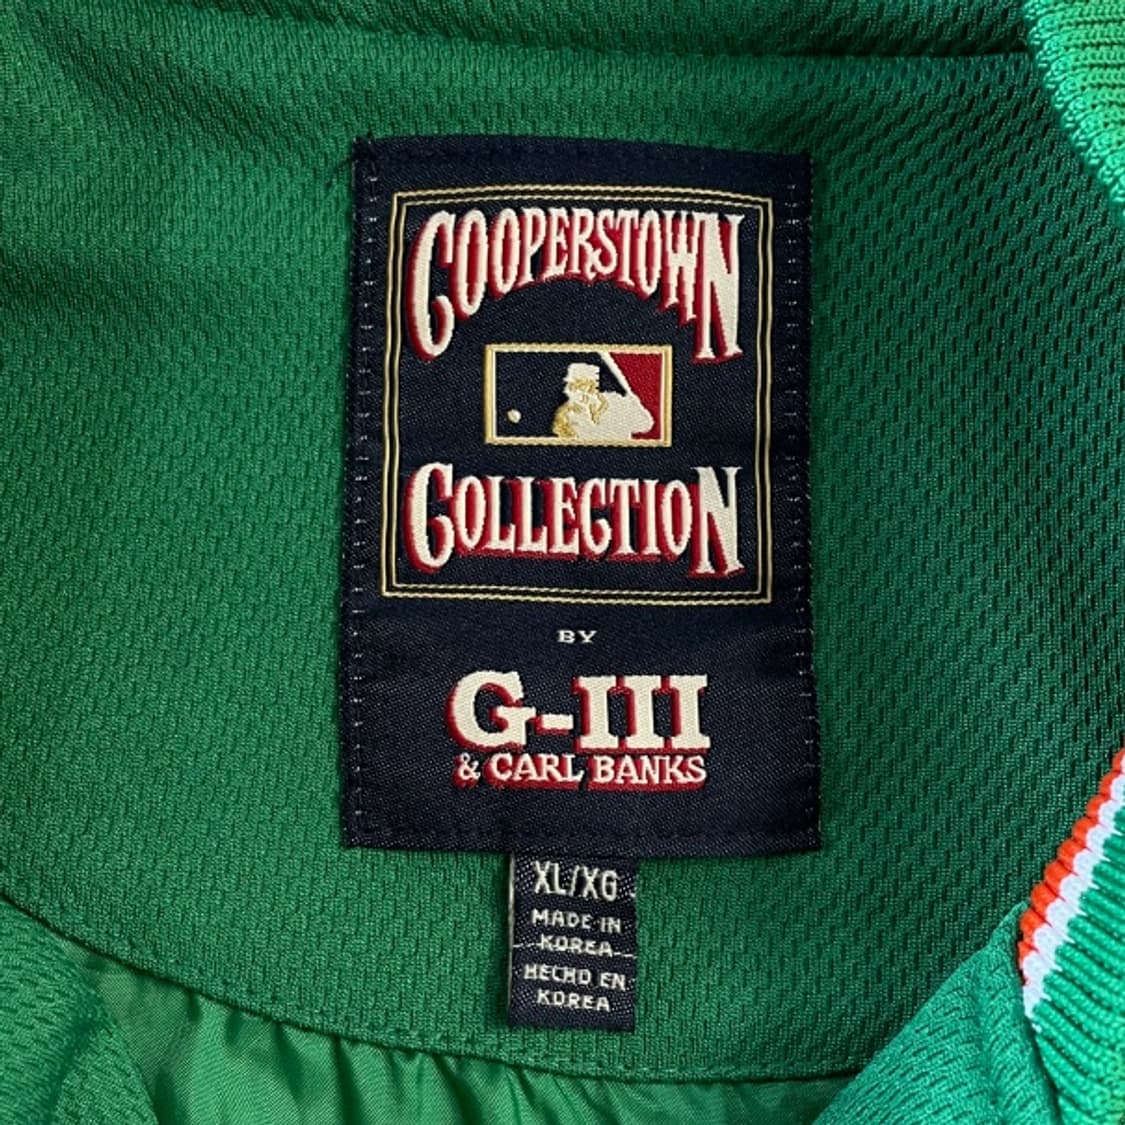 COOPERSTOWN
COLLECTION
BY
G-III
& CARL BANKS
XL/XG
MADE IN
KOREA
HECHO EN
KOREA